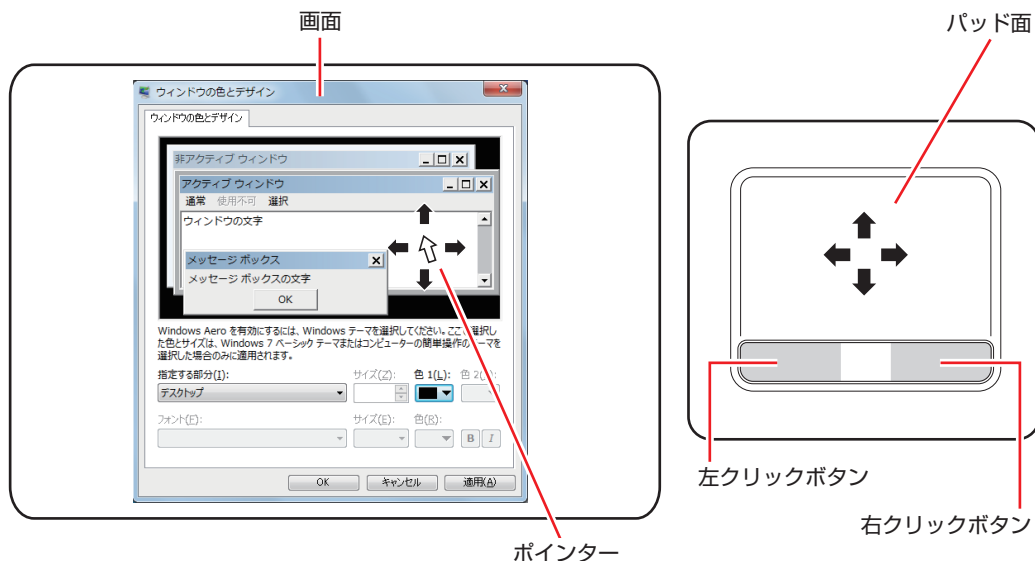 画面
パッド面
ウィンドウの色とデザイン
ウィンドウの色とデザイン
非アクティブ ウィンドウ
アクティブ ウィンドウ
通常 使用不可 選択
ウィンドウの文字
メッセージ ボックス
メッセージ ボックスの文字
OK
Windows Aero を有効にするには、Windows テーマを選択してください。ここで選択し
た色とサイズは、Windows 7 ベーシック テーマまたはコンピューターの簡単操作のテーマを
選択した場合のみに適用されます。
指定する部分(I): サイズ(Z): 色 1(L): 色 2(
デスクトップ
フォント(F): サイズ(E): 色(R):
B I
OK キャンセル 適用(A)
左クリックボタン
右クリックボタン
ポインター